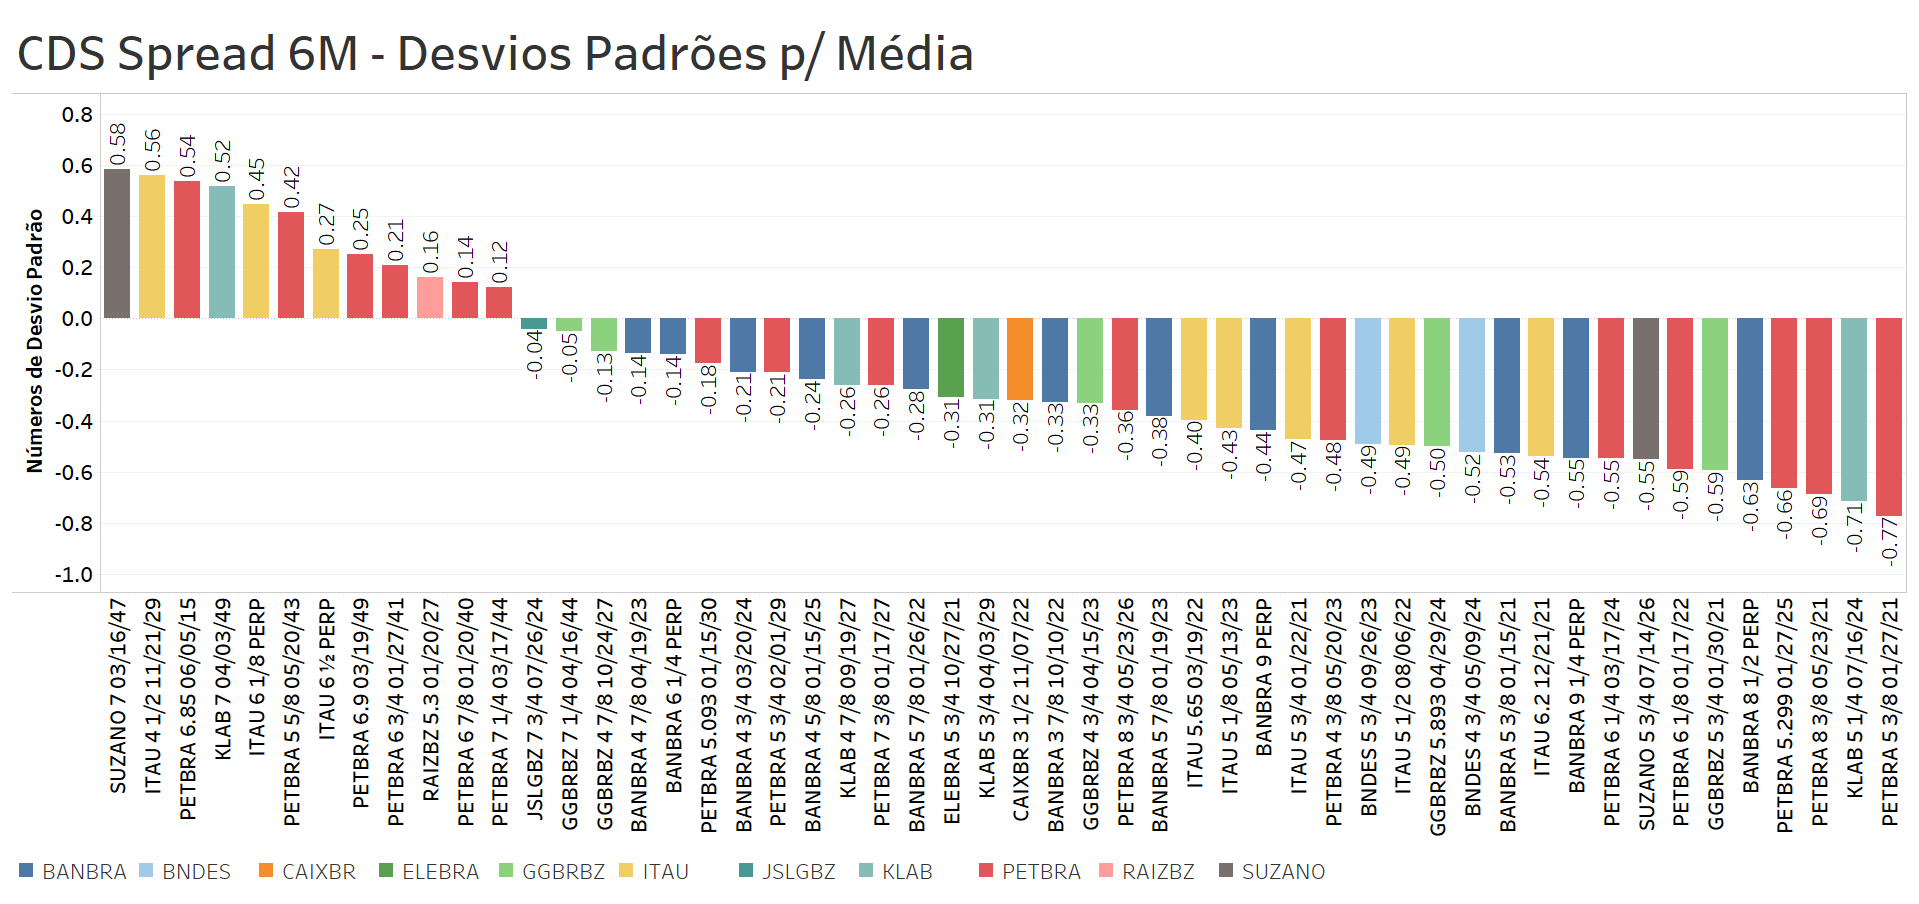 CDS Spread 6M - Desvios Padrões p/ Média
Números de Desvio Padrão
0.8
0.6
0.4
0.2
0.0
-0.2
-0.4
-0.6
-0.8
-1.0
0.58
0.56
0.54
0.52
0.45
0.42
0.27
0.25
0.21
0.16
0.14
0.12
-0.04
-0.05
-0.13
-0.14
-0.14
-0.18
-0.21
-0.21
-0.24
-0.26
-0.26
-0.28
-0.31
-0.31
-0.32
-0.33
-0.33
-0.36
-0.38
-0.40
-0.43
-0.44
-0.47
-0.48
-0.49
-0.49
-0.50
-0.52
-0.53
-0.54
-0.55
-0.55
-0.55
-0.59
-0.59
-0.63
-0.66
-0.69
-0.71
-0.77
SUZANO 7 03/16/47
ITAU 4 1/2 11/21/29
PETBRA 6.85 06/05/15
KLAB 7 04/03/49
ITAU 6 1/8 PERP
PETBRA 5 5/8 05/20/43
ITAU 6 ½ PERP
PETBRA 6.9 03/19/49
PETBRA 6 3/4 01/27/41
RAIZBZ 5.3 01/20/27
PETBRA 6 7/8 01/20/40
PETBRA 7 1/4 03/17/44
JSLGBZ 7 3/4 07/26/24
GGBRBZ 7 1/4 04/16/44
GGBRBZ 4 7/8 10/24/27
BANBRA 4 7/8 04/19/23
BANBRA 6 1/4 PERP
PETBRA 5.093 01/15/30
BANBRA 4 3/4 03/20/24
PETBRA 5 3/4 02/01/29
BANBRA 4 5/8 01/15/25
KLAB 4 7/8 09/19/27
PETBRA 7 3/8 01/17/27
BANBRA 5 7/8 01/26/22
ELEBRA 5 3/4 10/27/21
KLAB 5 3/4 04/03/29
CAIXBR 3 1/2 11/07/22
BANBRA 3 7/8 10/10/22
GGBRBZ 4 3/4 04/15/23
PETBRA 8 3/4 05/23/26
BANBRA 5 7/8 01/19/23
ITAU 5.65 03/19/22
ITAU 5 1/8 05/13/23
BANBRA 9 PERP
ITAU 5 3/4 01/22/21
PETBRA 4 3/8 05/20/23
BNDES 5 3/4 09/26/23
ITAU 5 1/2 08/06/22
GGBRBZ 5.893 04/29/24
BNDES 4 3/4 05/09/24
BANBRA 5 3/8 01/15/21
ITAU 6.2 12/21/21
BANBRA 9 1/4 PERP
PETBRA 6 1/4 03/17/24
SUZANO 5 3/4 07/14/26
PETBRA 6 1/8 01/17/22
GGBRBZ 5 3/4 01/30/21
BANBRA 8 1/2 PERP
PETBRA 5.299 01/27/25
PETBRA 8 3/8 05/23/21
KLAB 5 1/4 07/16/24
PETBRA 5 3/8 01/27/21
BANBRA
BNDES
CAIXBR
ELEBRA
GGBRBZ
ITAU
JSLGBZ
KLAB
PETBRA
RAIZBZ
SUZANO